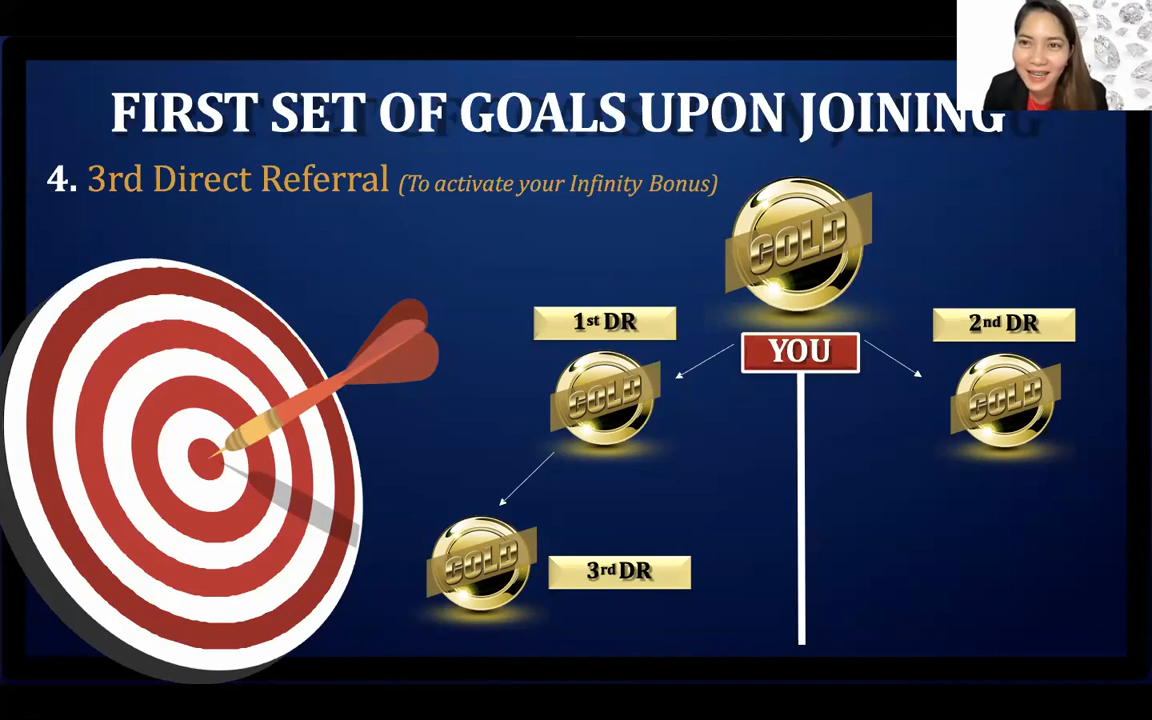 FIRST SET OF GOALS UPON JOINING
4. 3rd Direct Referral (To activate your Infinity Bonus)
GOLD
1st DR
2nd DR
YOU
GOLD
GOLD
GOLD
3rd DR